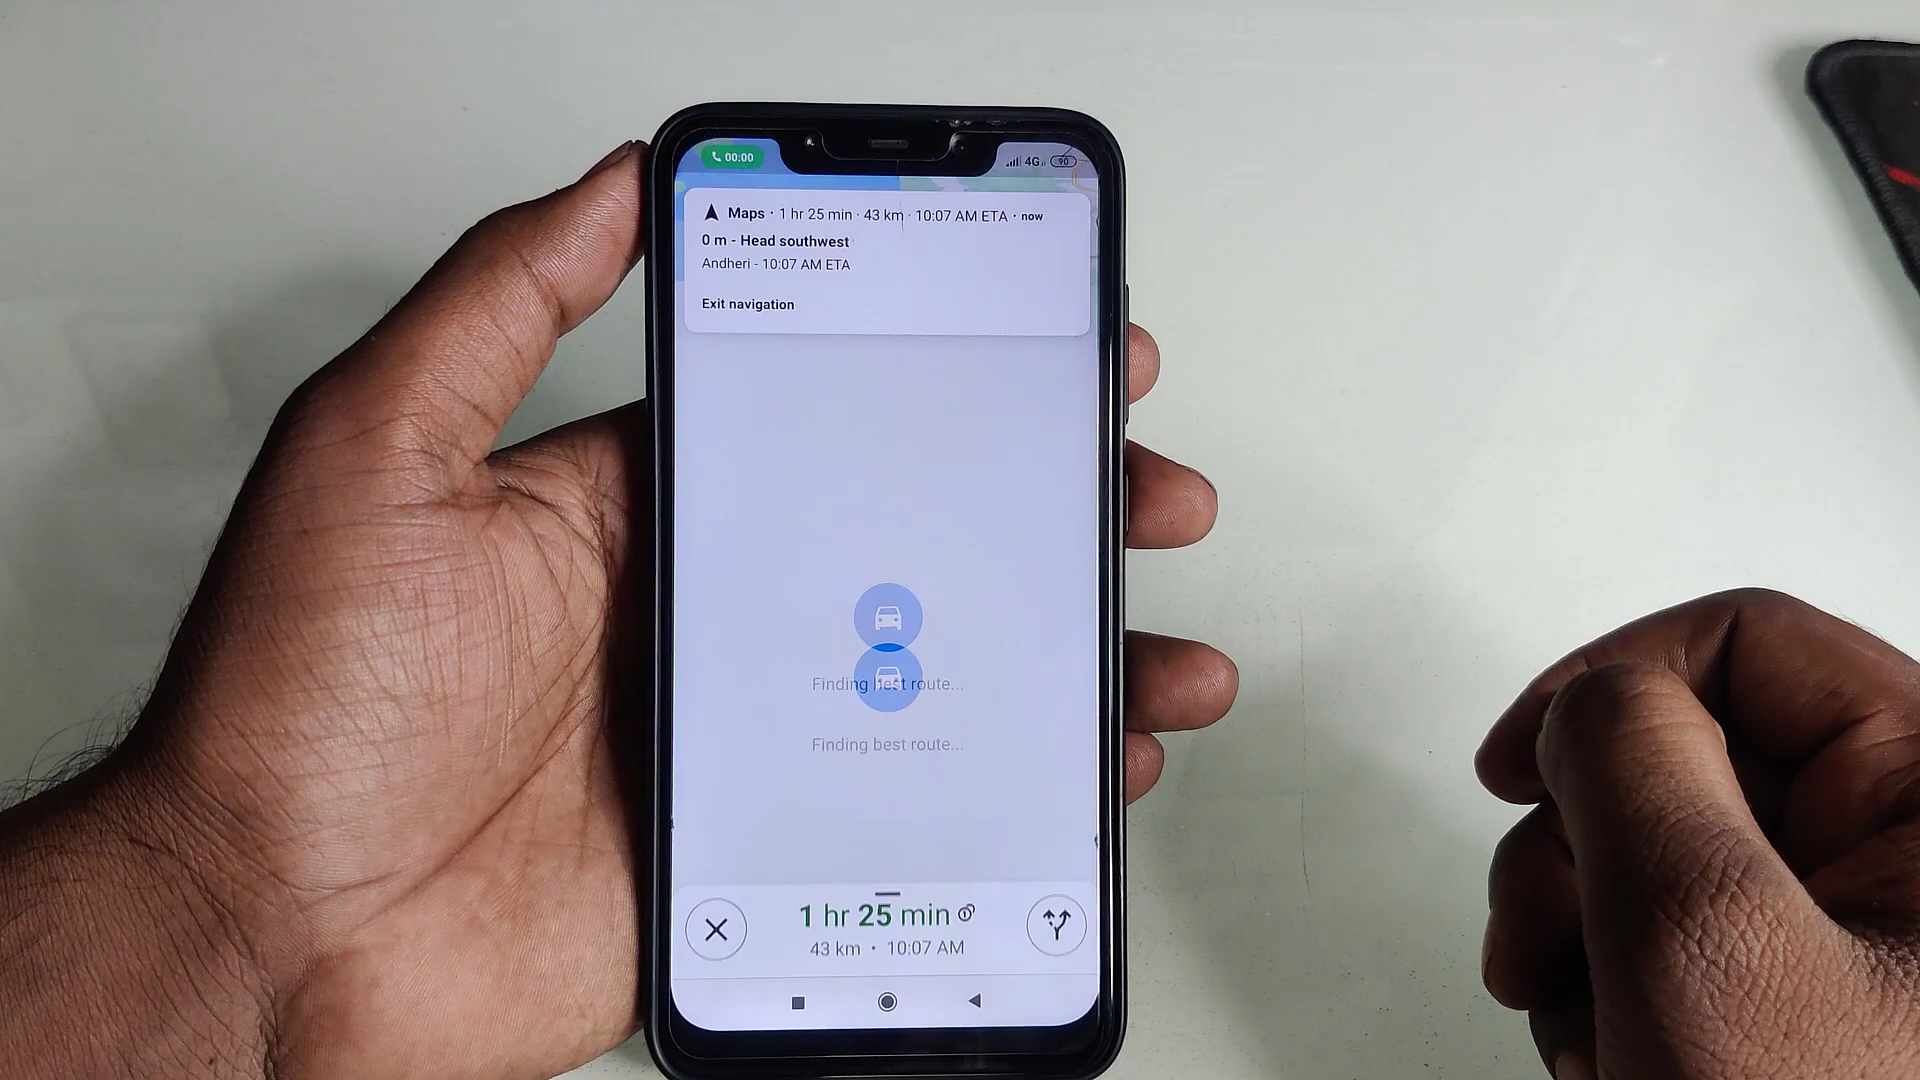 00:00
4G
90
Maps · 1 hr 25 min · 43 km · 10:07 AM ETA · now
0 m - Head southwest
Andheri - 10:07 AM ETA
Exit navigation
Finding best route...
Finding best route...
1 hr 25 min
43 km • 10:07 AM